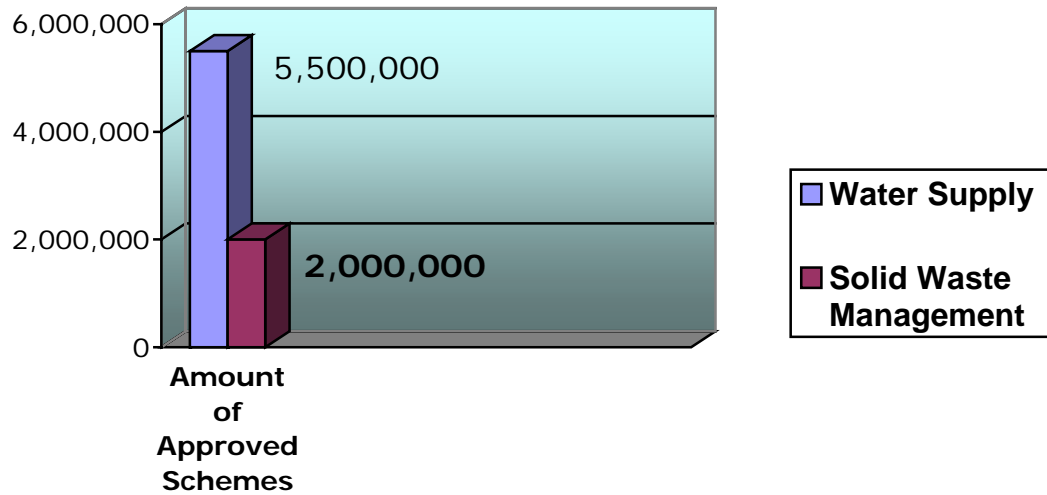 6,000,000
5,500,000
4,000,000
2,000,000
2,000,000
0
Amount
of
Approved
Schemes
Water Supply
Solid Waste
Management